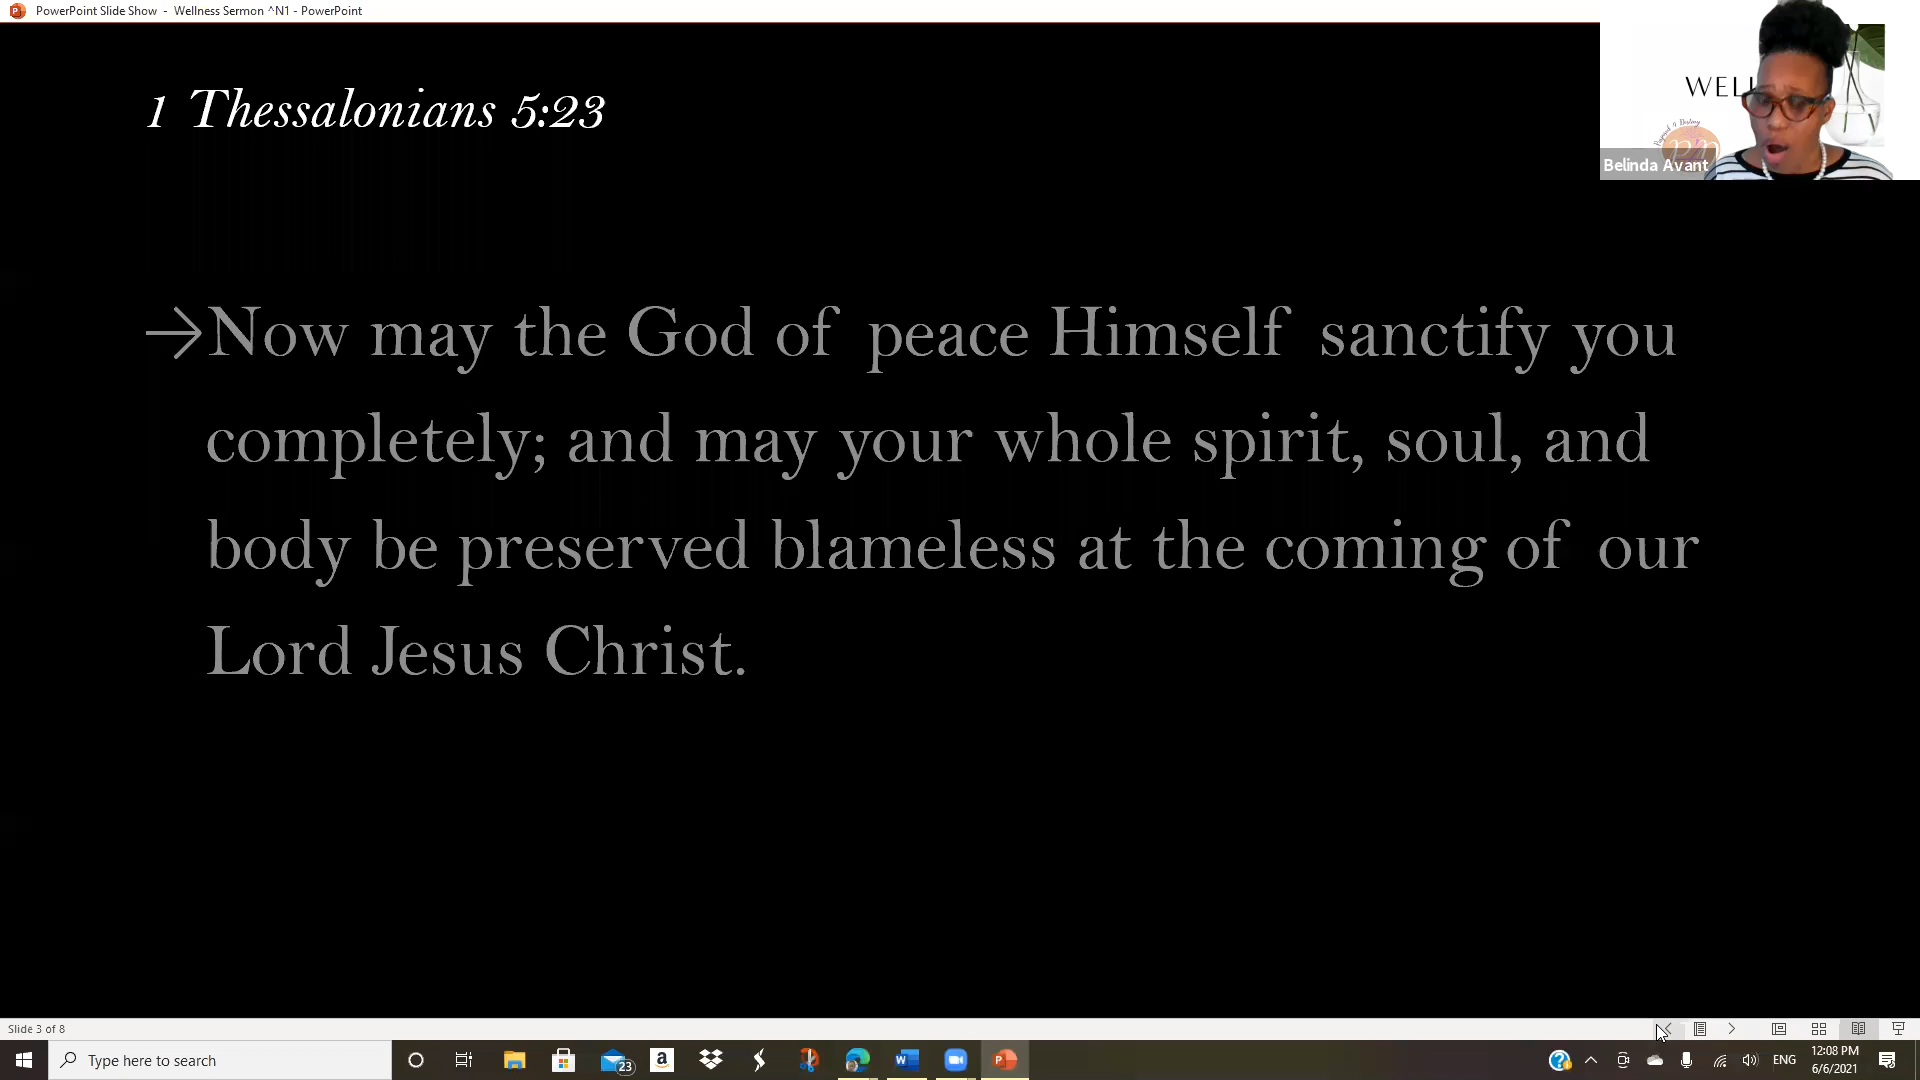 PowerPoint Slide Show - Wellness Sermon ^N1 - PowerPoint
WELL
Belinda Avant
1 Thessalonians 5:23
→Now may the God of peace Himself sanctify you
completely; and may your whole spirit, soul, and
body be preserved blameless at the coming of our
Lord Jesus Christ.
Slide 3 of 8
Type here to search
23
ENG
12:08 PM
6/6/2021